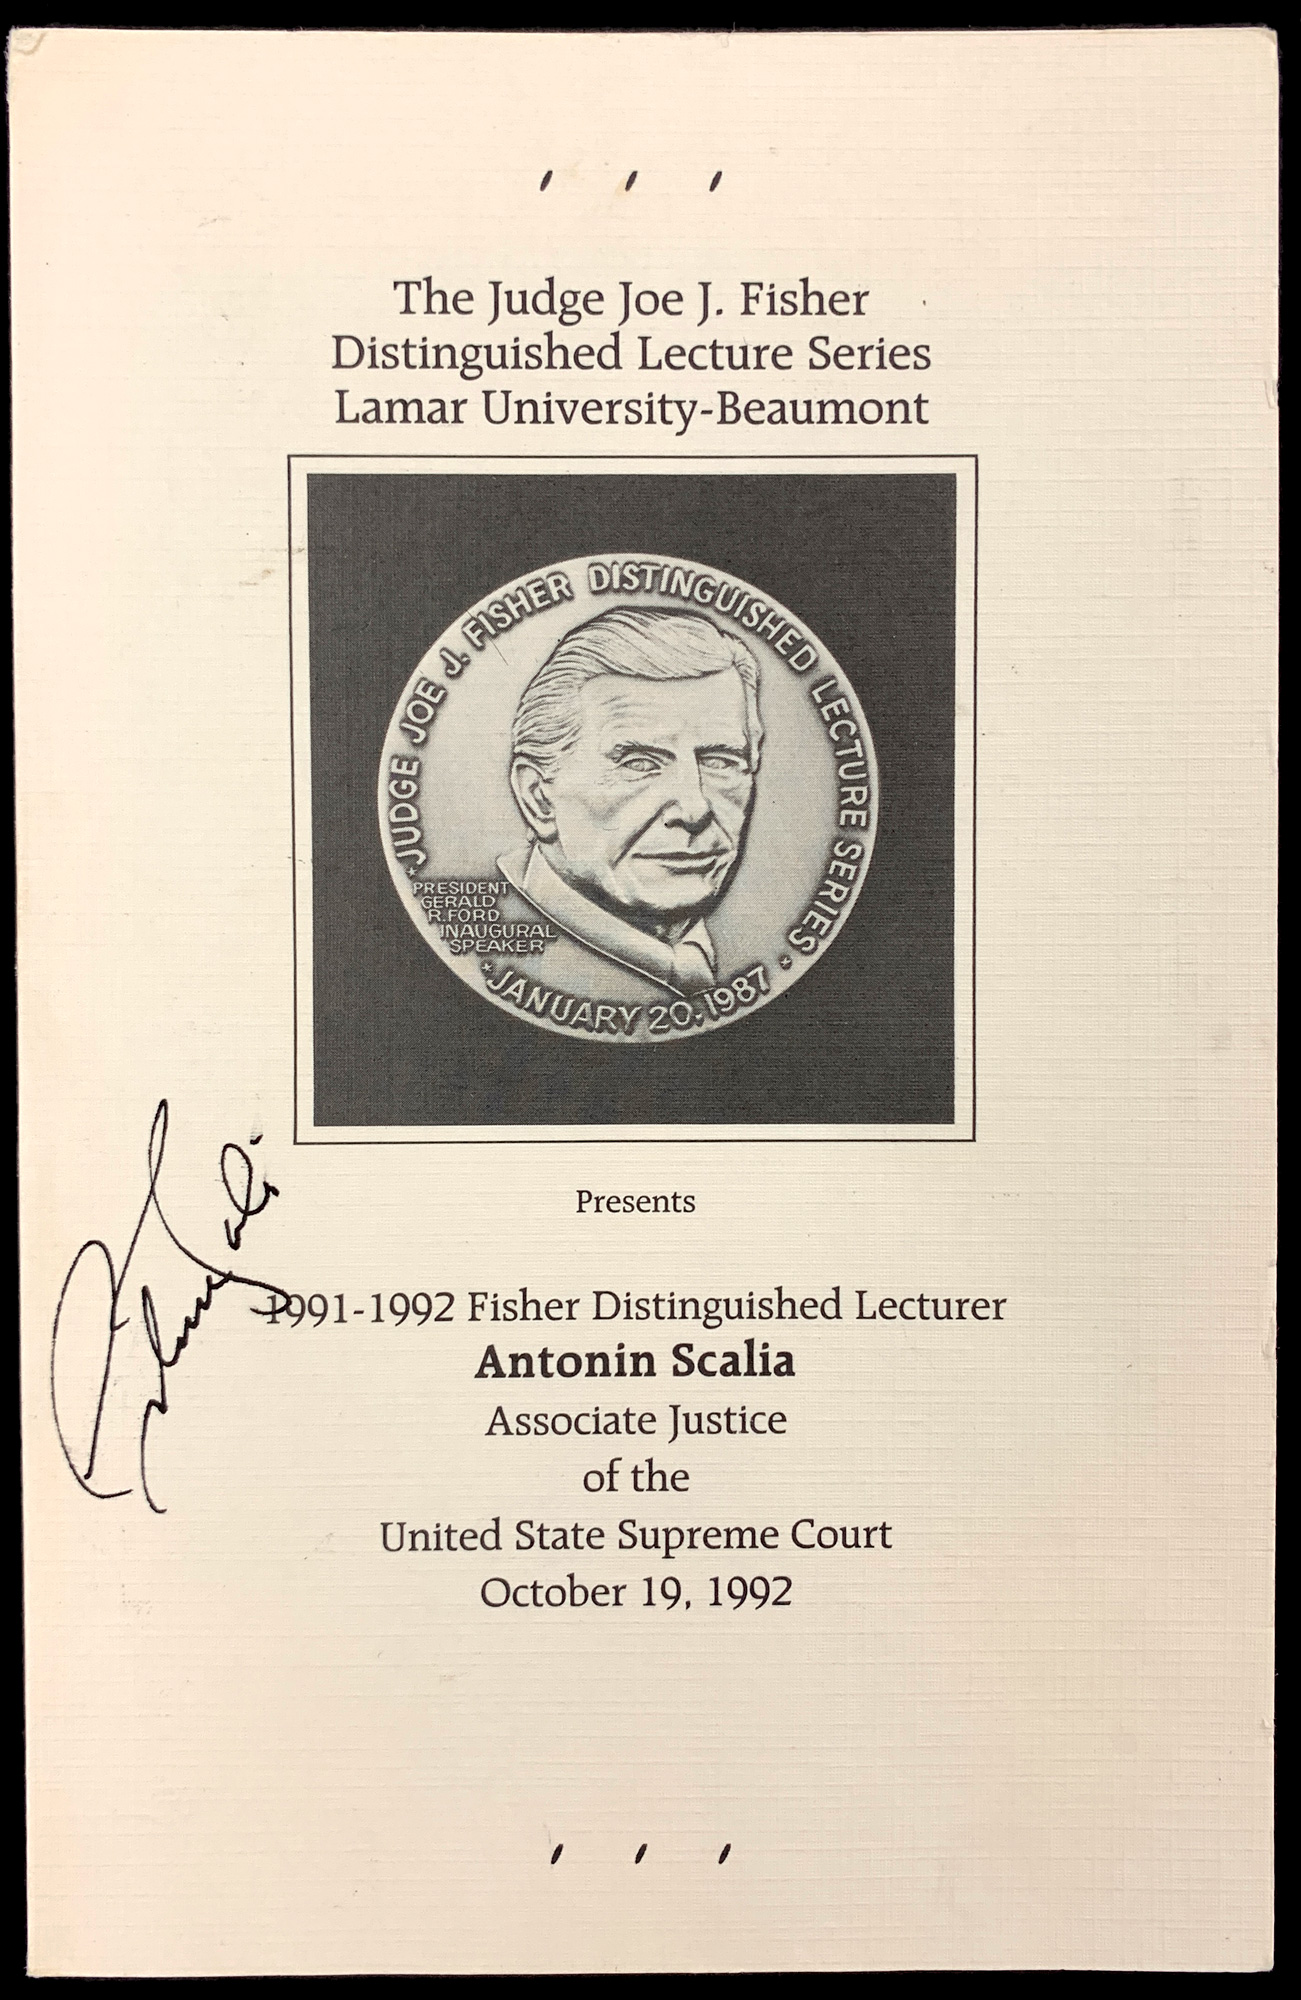 The Judge Joe J. Fisher
Distinguished Lecture Series
Lamar University-Beaumont
JUDGE JOE J. FISHER DISTINGUISHED LECTURE SERIES
PRESIDENT
GERALD
R. FORD
INAUGURAL
SPEAKER
JANUARY 20, 1987
Presents
1991-1992 Fisher Distinguished Lecturer
Antonin Scalia
Associate Justice
of the
United State Supreme Court
October 19, 1992